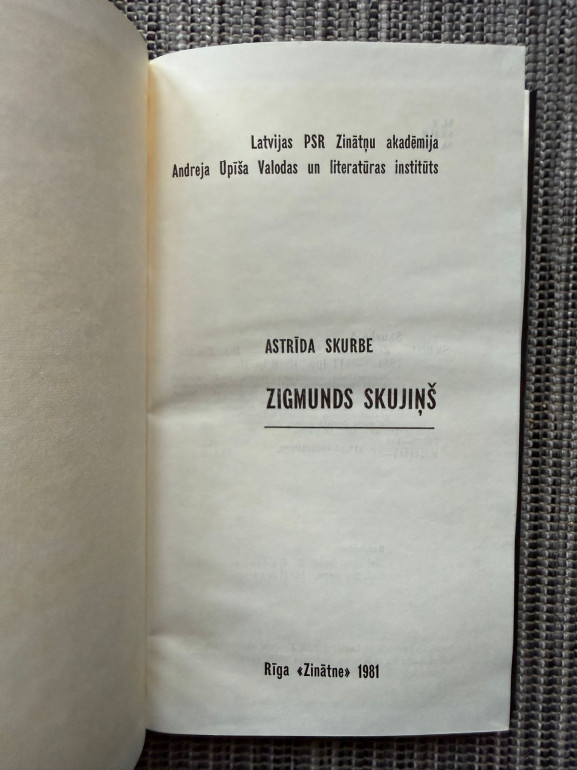 Latvijas PSR Zinātņu akadēmija
Andreja Upīša Valodas un literatūras institūts
ASTRĪDA SKURBE
ZIGMUNDS SKUJIŅŠ
Rīga «Zinātne» 1981